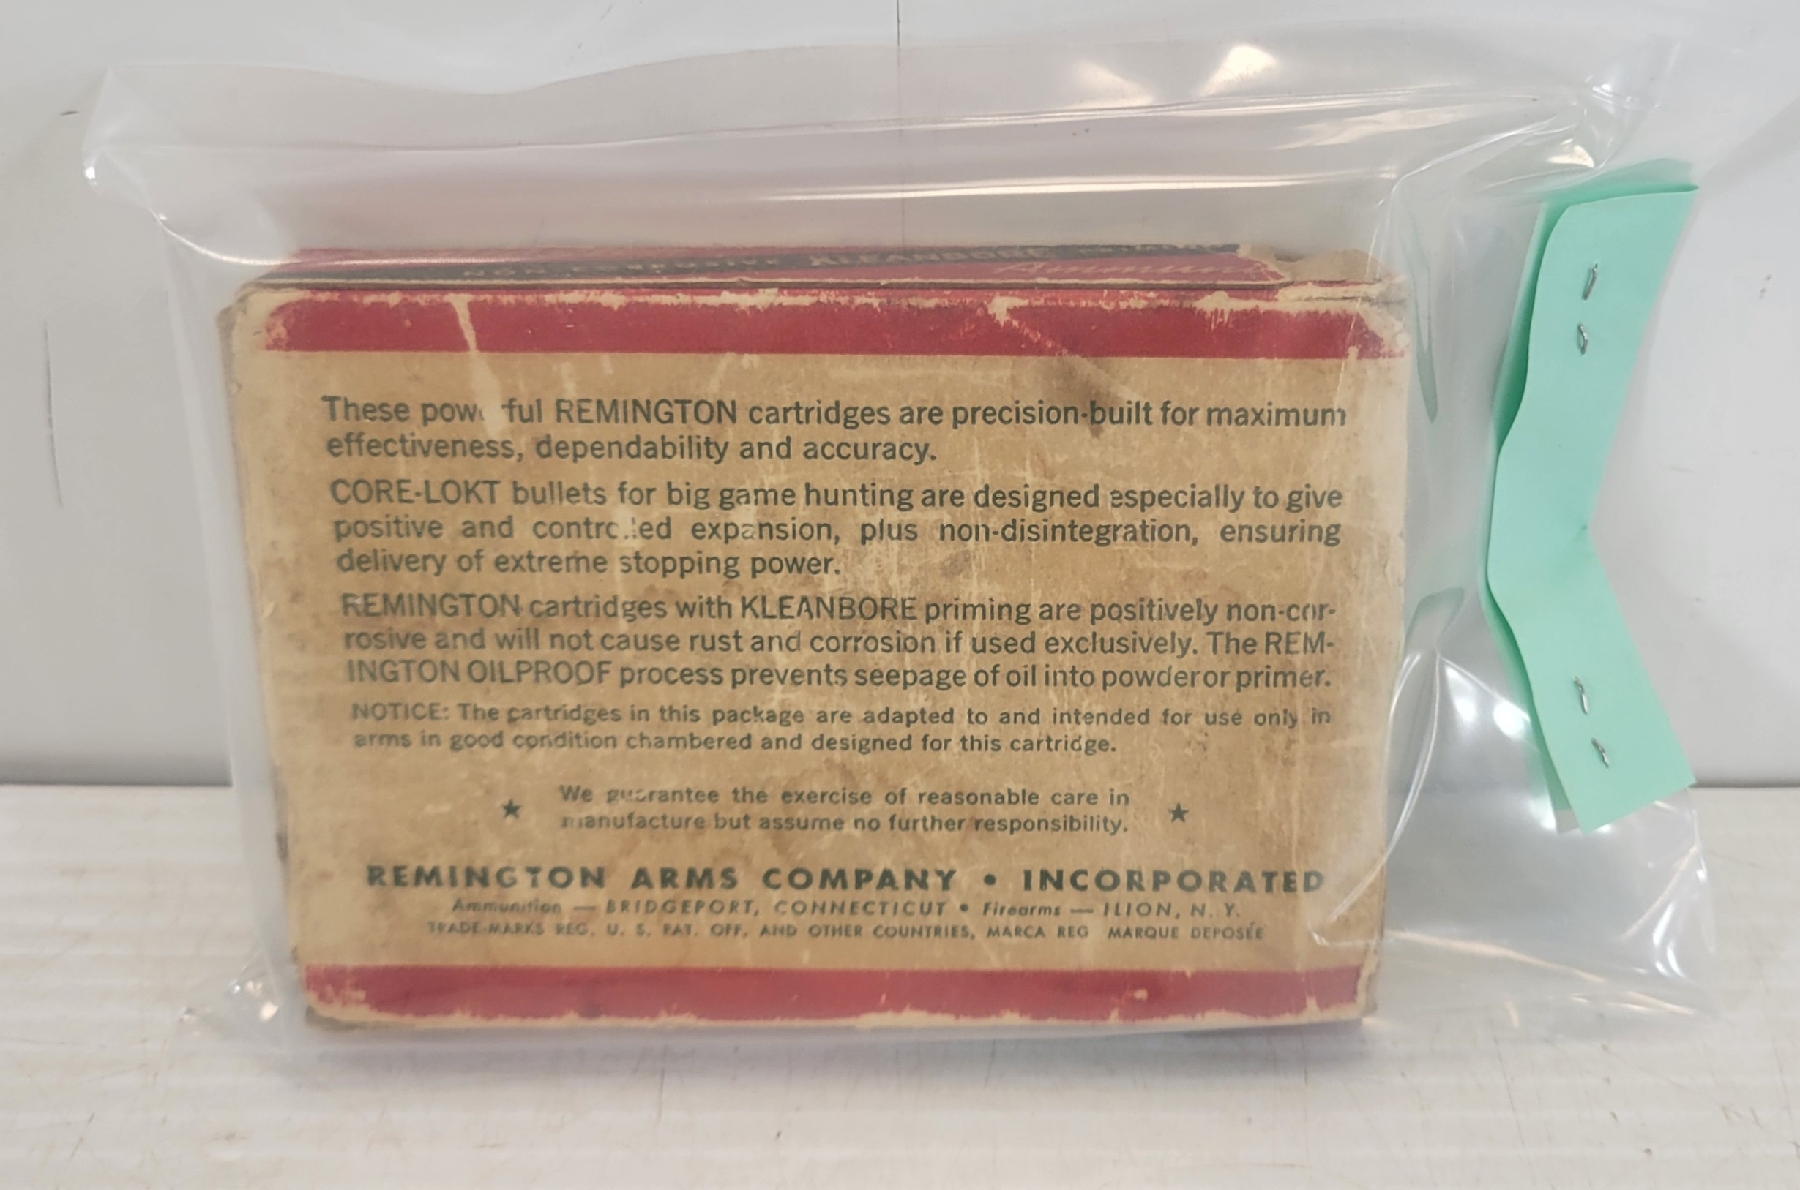 NON-CORROSIVE KLEANBORE
These pow ful REMINGTON cartridges are precision-built for maximum
effectiveness, dependability and accuracy.
CORE-LOKT bullets for big game hunting are designed especially to give
positive and controlled expansion, plus non-disintegration, ensuring
delivery of extreme stopping power.
REMINGTON cartridges with KLEANBORE priming are positively non-cor-
rosive and will not cause rust and corrosion if used exclusively. The REM-
INGTON OILPROOF process prevents seepage of oil into powder or primer.
NOTICE: The cartridges in this package are adapted to and intended for use only in
arms in good condition chambered and designed for this cartridge.
★ We guarantee the exercise of reasonable care in ★
manufacture but assume no further responsibility.
REMINGTON ARMS COMPANY • INCORPORATED
Ammunition — BRIDGEPORT, CONNECTICUT • Firearms — ILION, N. Y.
TRADE-MARKS REG. U. S. PAT. OFF. AND OTHER COUNTRIES, MARCA REG MARQUE DEPOSÉE